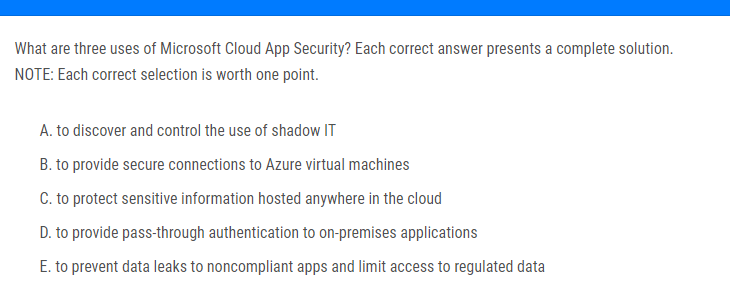 What are three uses of Microsoft Cloud App Security? Each correct answer presents a complete solution.
NOTE: Each correct selection is worth one point.
A. to discover and control the use of shadow IT
B. to provide secure connections to Azure virtual machines
C. to protect sensitive information hosted anywhere in the cloud
D. to provide pass-through authentication to on-premises applications
E. to prevent data leaks to noncompliant apps and limit access to regulated data